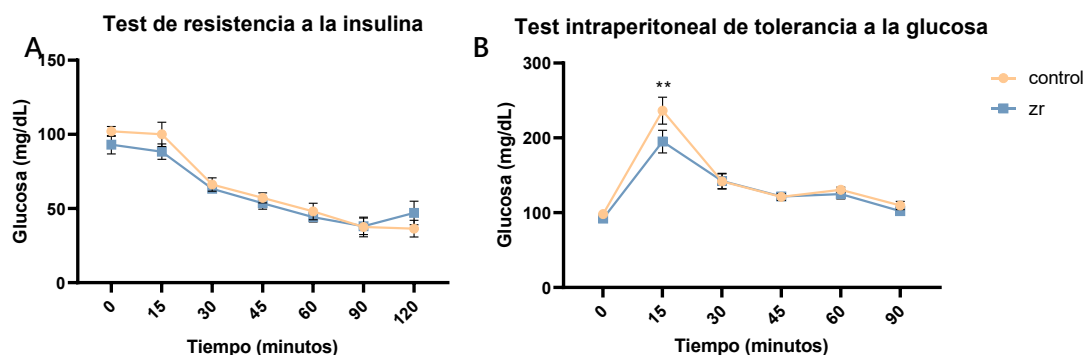 Test de resistencia a la insulina
A
150
100
50
0
Glucosa (mg/dL)
0 15 30 45 60 90 120
Tiempo (minutos)
Test intraperitoneal de tolerancia a la glucosa
B
300
200
100
0
Glucosa (mg/dL)
**
0 15 30 45 60 90
Tiempo (minutos)
control
zr